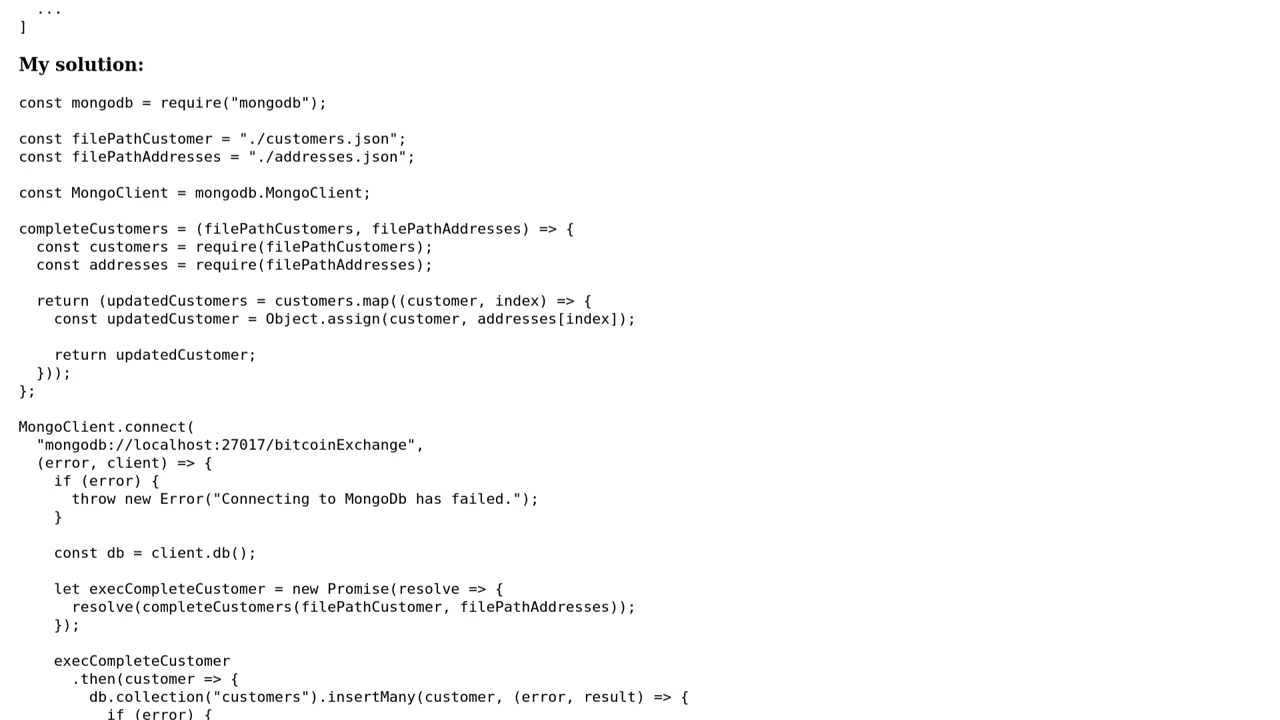 ...
]
My solution:
const mongodb = require("mongodb");
const filePathCustomer = "./customers.json";
const filePathAddresses = "./addresses.json";
const MongoClient = mongodb.MongoClient;
completeCustomers = (filePathCustomers, filePathAddresses) => {
  const customers = require(filePathCustomers);
  const addresses = require(filePathAddresses);
  return (updatedCustomers = customers.map((customer, index) => {
    const updatedCustomer = Object.assign(customer, addresses[index]);
    return updatedCustomer;
  }));
};
MongoClient.connect(
  "mongodb://localhost:27017/bitcoinExchange",
  (error, client) => {
    if (error) {
      throw new Error("Connecting to MongoDb has failed.");
    }
    const db = client.db();
    let execCompleteCustomer = new Promise(resolve => {
      resolve(completeCustomers(filePathCustomer, filePathAddresses));
    });
    execCompleteCustomer
      .then(customer => {
        db.collection("customers").insertMany(customer, (error, result) => {
          if (error) {